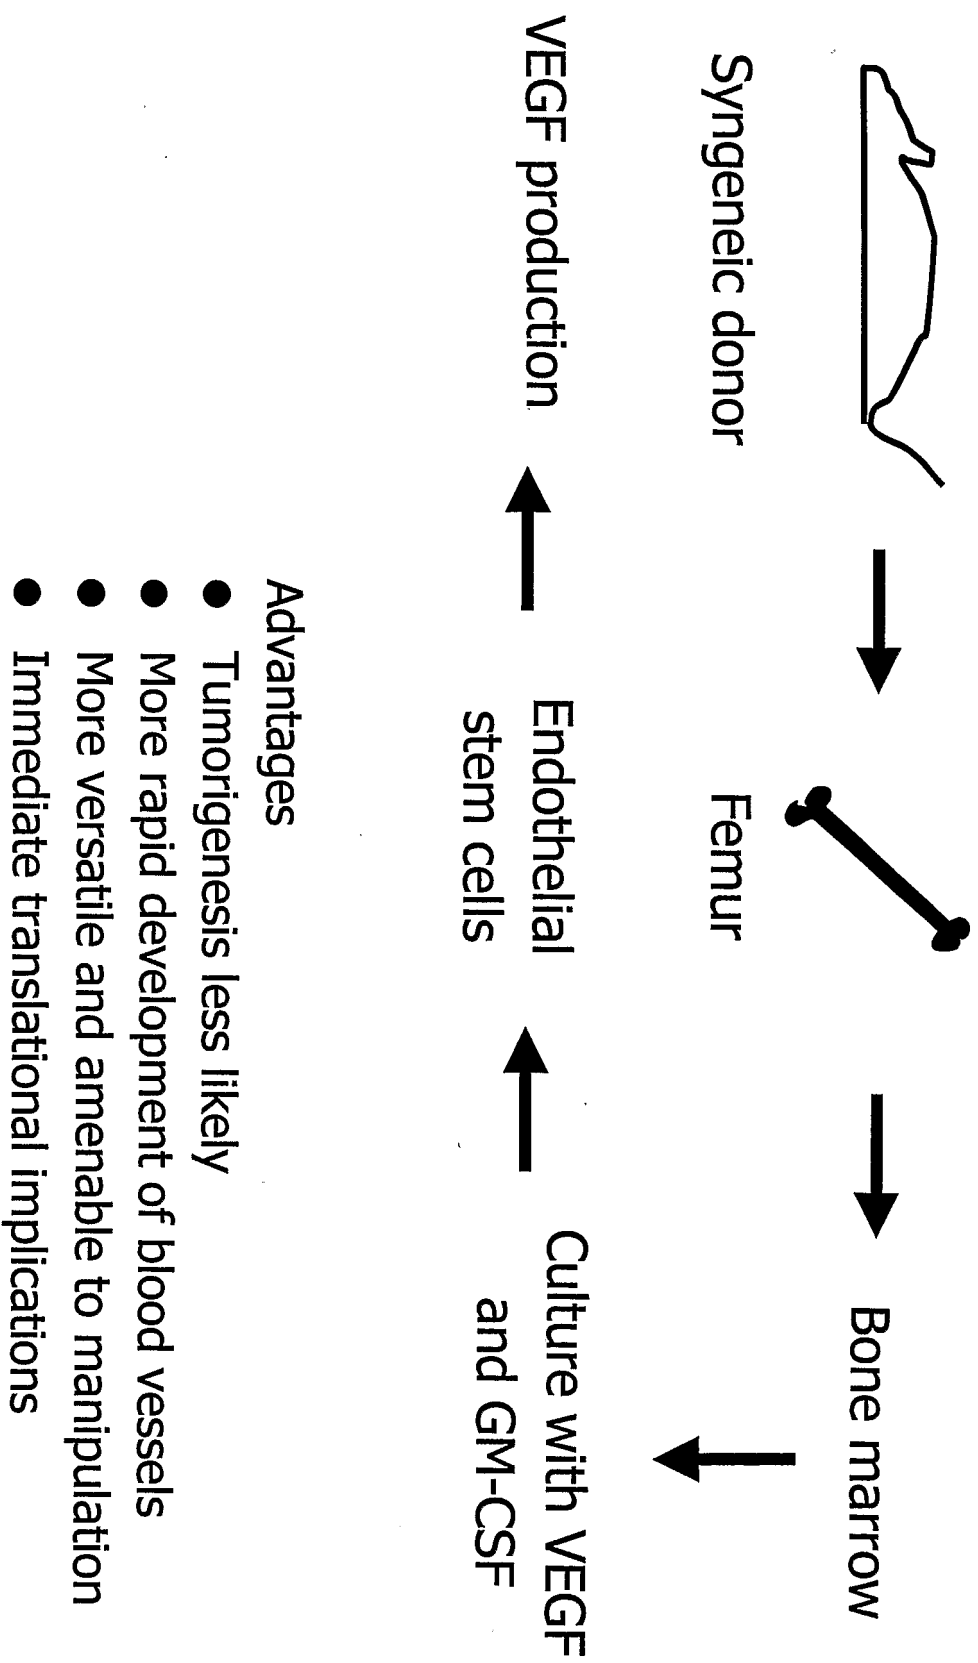 Syngeneic donor
Femur
Bone marrow
Culture with VEGF
and GM-CSF
Endothelial
stem cells
VEGF production
Advantages
● Tumorigenesis less likely
● More rapid development of blood vessels
● More versatile and amenable to manipulation
● Immediate translational implications